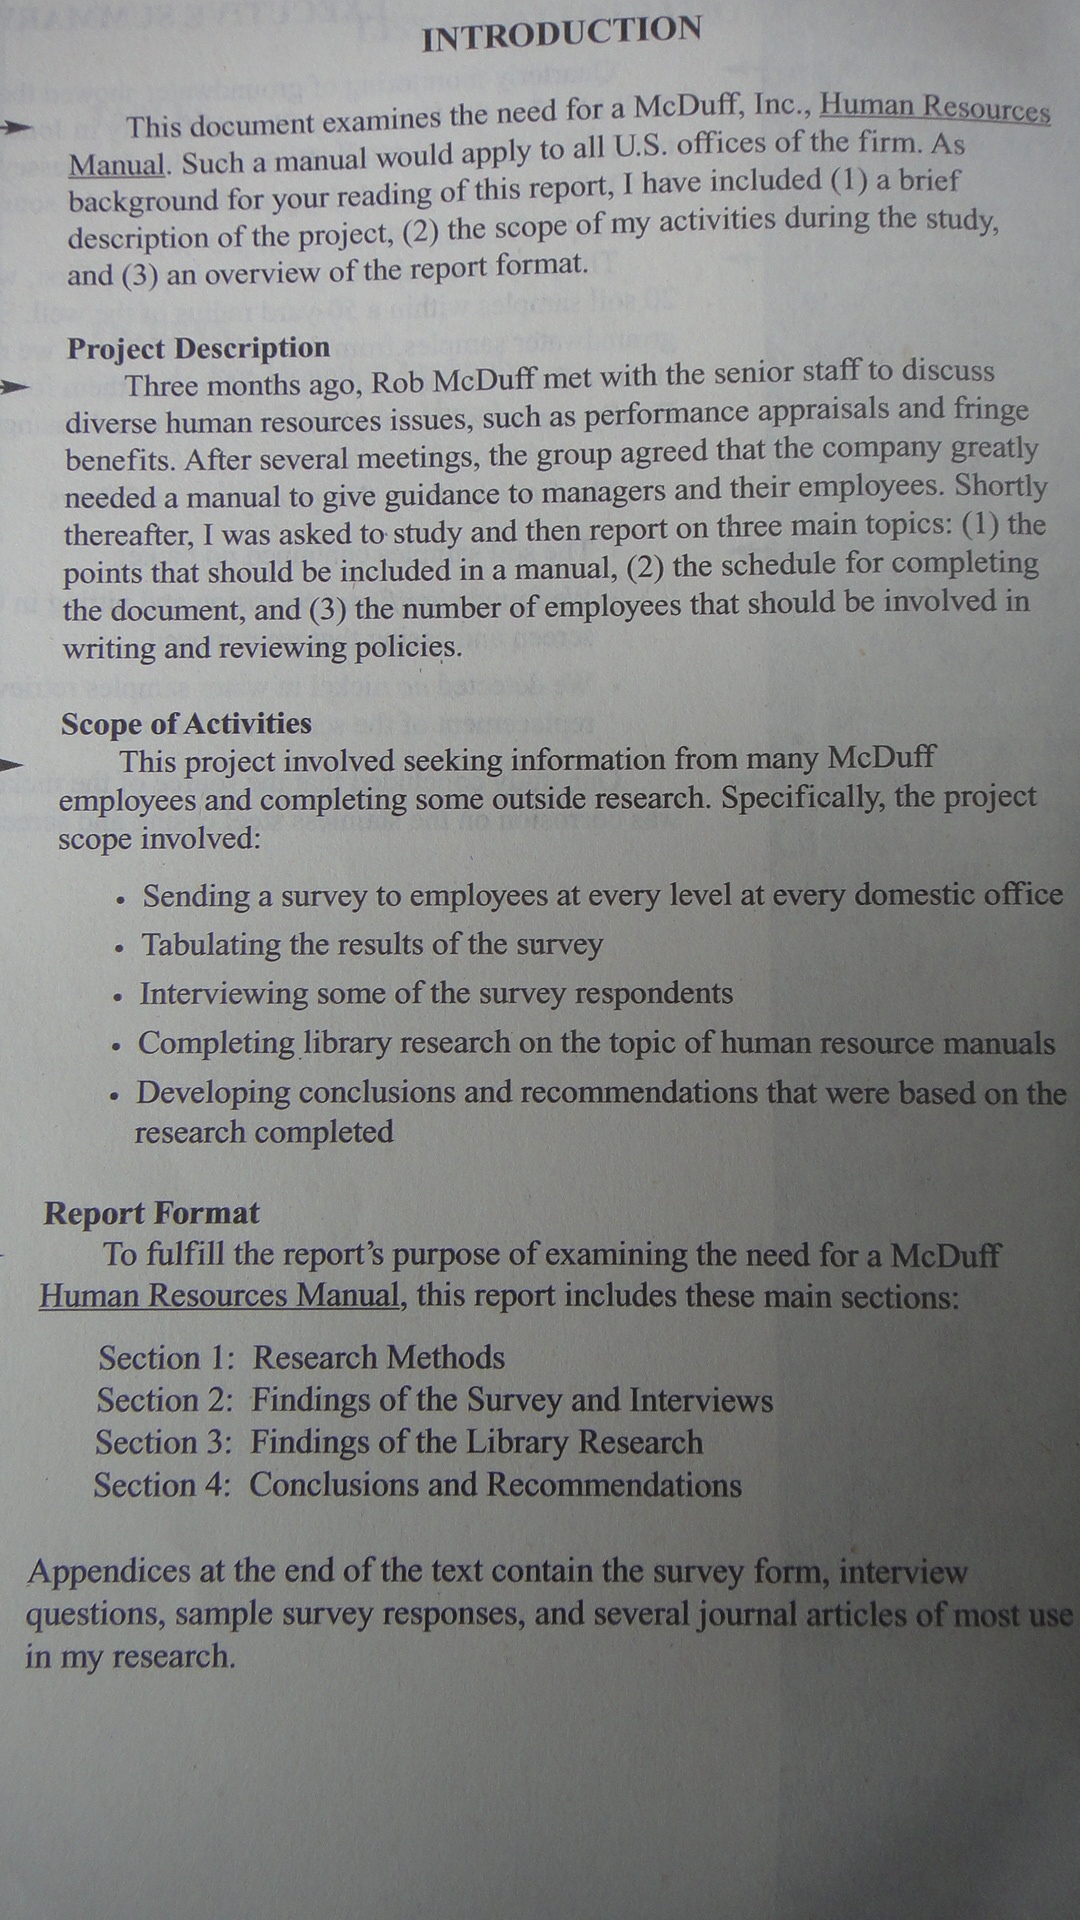 INTRODUCTION
This document examines the need for a McDuff, Inc., Human Resources
Manual. Such a manual would apply to all U.S. offices of the firm. As
background for your reading of this report, I have included (1) a brief
description of the project, (2) the scope of my activities during the study,
and (3) an overview of the report format.
Project Description
Three months ago, Rob McDuff met with the senior staff to discuss
diverse human resources issues, such as performance appraisals and fringe
benefits. After several meetings, the group agreed that the company greatly
needed a manual to give guidance to managers and their employees. Shortly
thereafter, I was asked to study and then report on three main topics: (1) the
points that should be included in a manual, (2) the schedule for completing
the document, and (3) the number of employees that should be involved in
writing and reviewing policies.
Scope of Activities
This project involved seeking information from many McDuff
employees and completing some outside research. Specifically, the project
scope involved:
• Sending a survey to employees at every level at every domestic office
• Tabulating the results of the survey
• Interviewing some of the survey respondents
• Completing library research on the topic of human resource manuals
• Developing conclusions and recommendations that were based on the
research completed
Report Format
To fulfill the report's purpose of examining the need for a McDuff
Human Resources Manual, this report includes these main sections:
Section 1: Research Methods
Section 2: Findings of the Survey and Interviews
Section 3: Findings of the Library Research
Section 4: Conclusions and Recommendations
Appendices at the end of the text contain the survey form, interview
questions, sample survey responses, and several journal articles of most use
in my research.